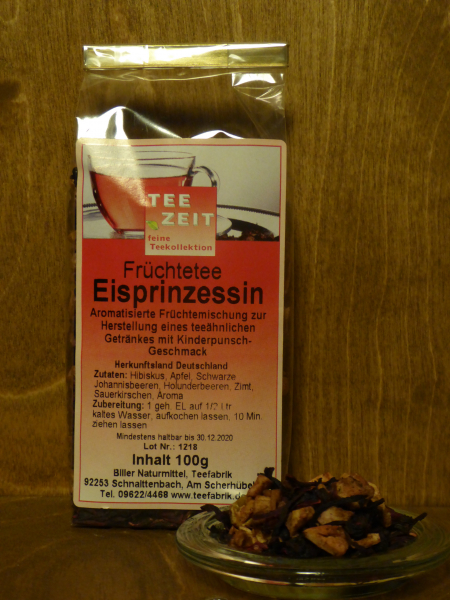 TEE
ZEIT
feine
Teekollektion
Früchtetee
Eisprinzessin
Aromatisierte Früchtemischung zur
Herstellung eines teeähnlichen
Getränkes mit Kinderpunsch-
Geschmack
Herkunftsland Deutschland
Zutaten: Hibiskus, Apfel, Schwarze
Johannisbeeren, Holunderbeeren, Zimt,
Sauerkirschen, Aroma
Zubereitung: 1 geh. EL auf 1/2 Ltr
kaltes Wasser, aufkochen lassen, 10 Min.
ziehen lassen
Mindestens haltbar bis 30.12.2020
Lot Nr.: 1218
Inhalt 100g
Biller Naturmittel, Teefabrik
92253 Schnaittenbach, Am Scherhübel
Tel. 09622/4468 www.teefabrik.de